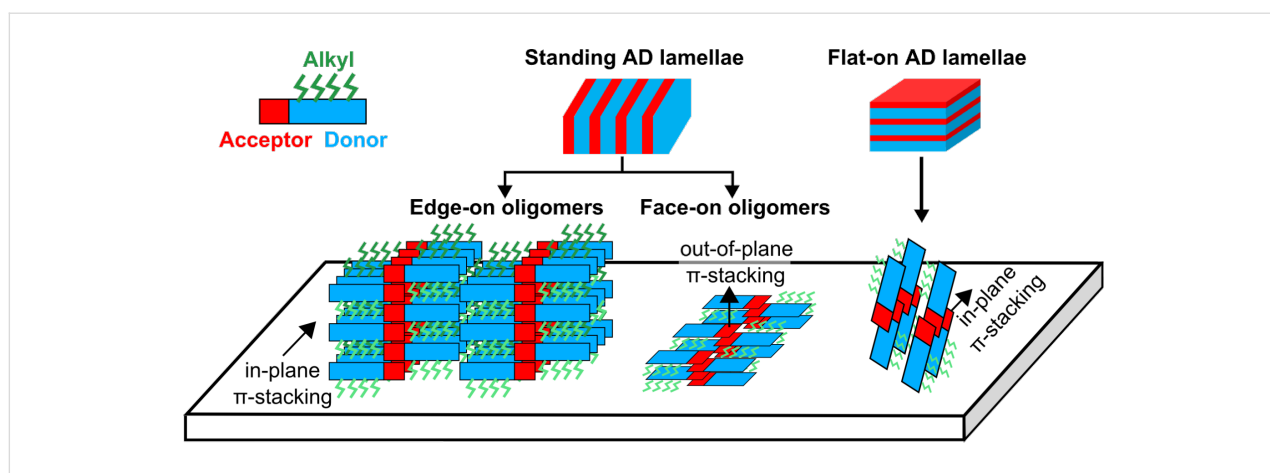 Alkyl
Acceptor Donor
Standing AD lamellae
Flat-on AD lamellae
Edge-on oligomers
Face-on oligomers
in-plane
π-stacking
out-of-plane
π-stacking
in-plane
π-stacking